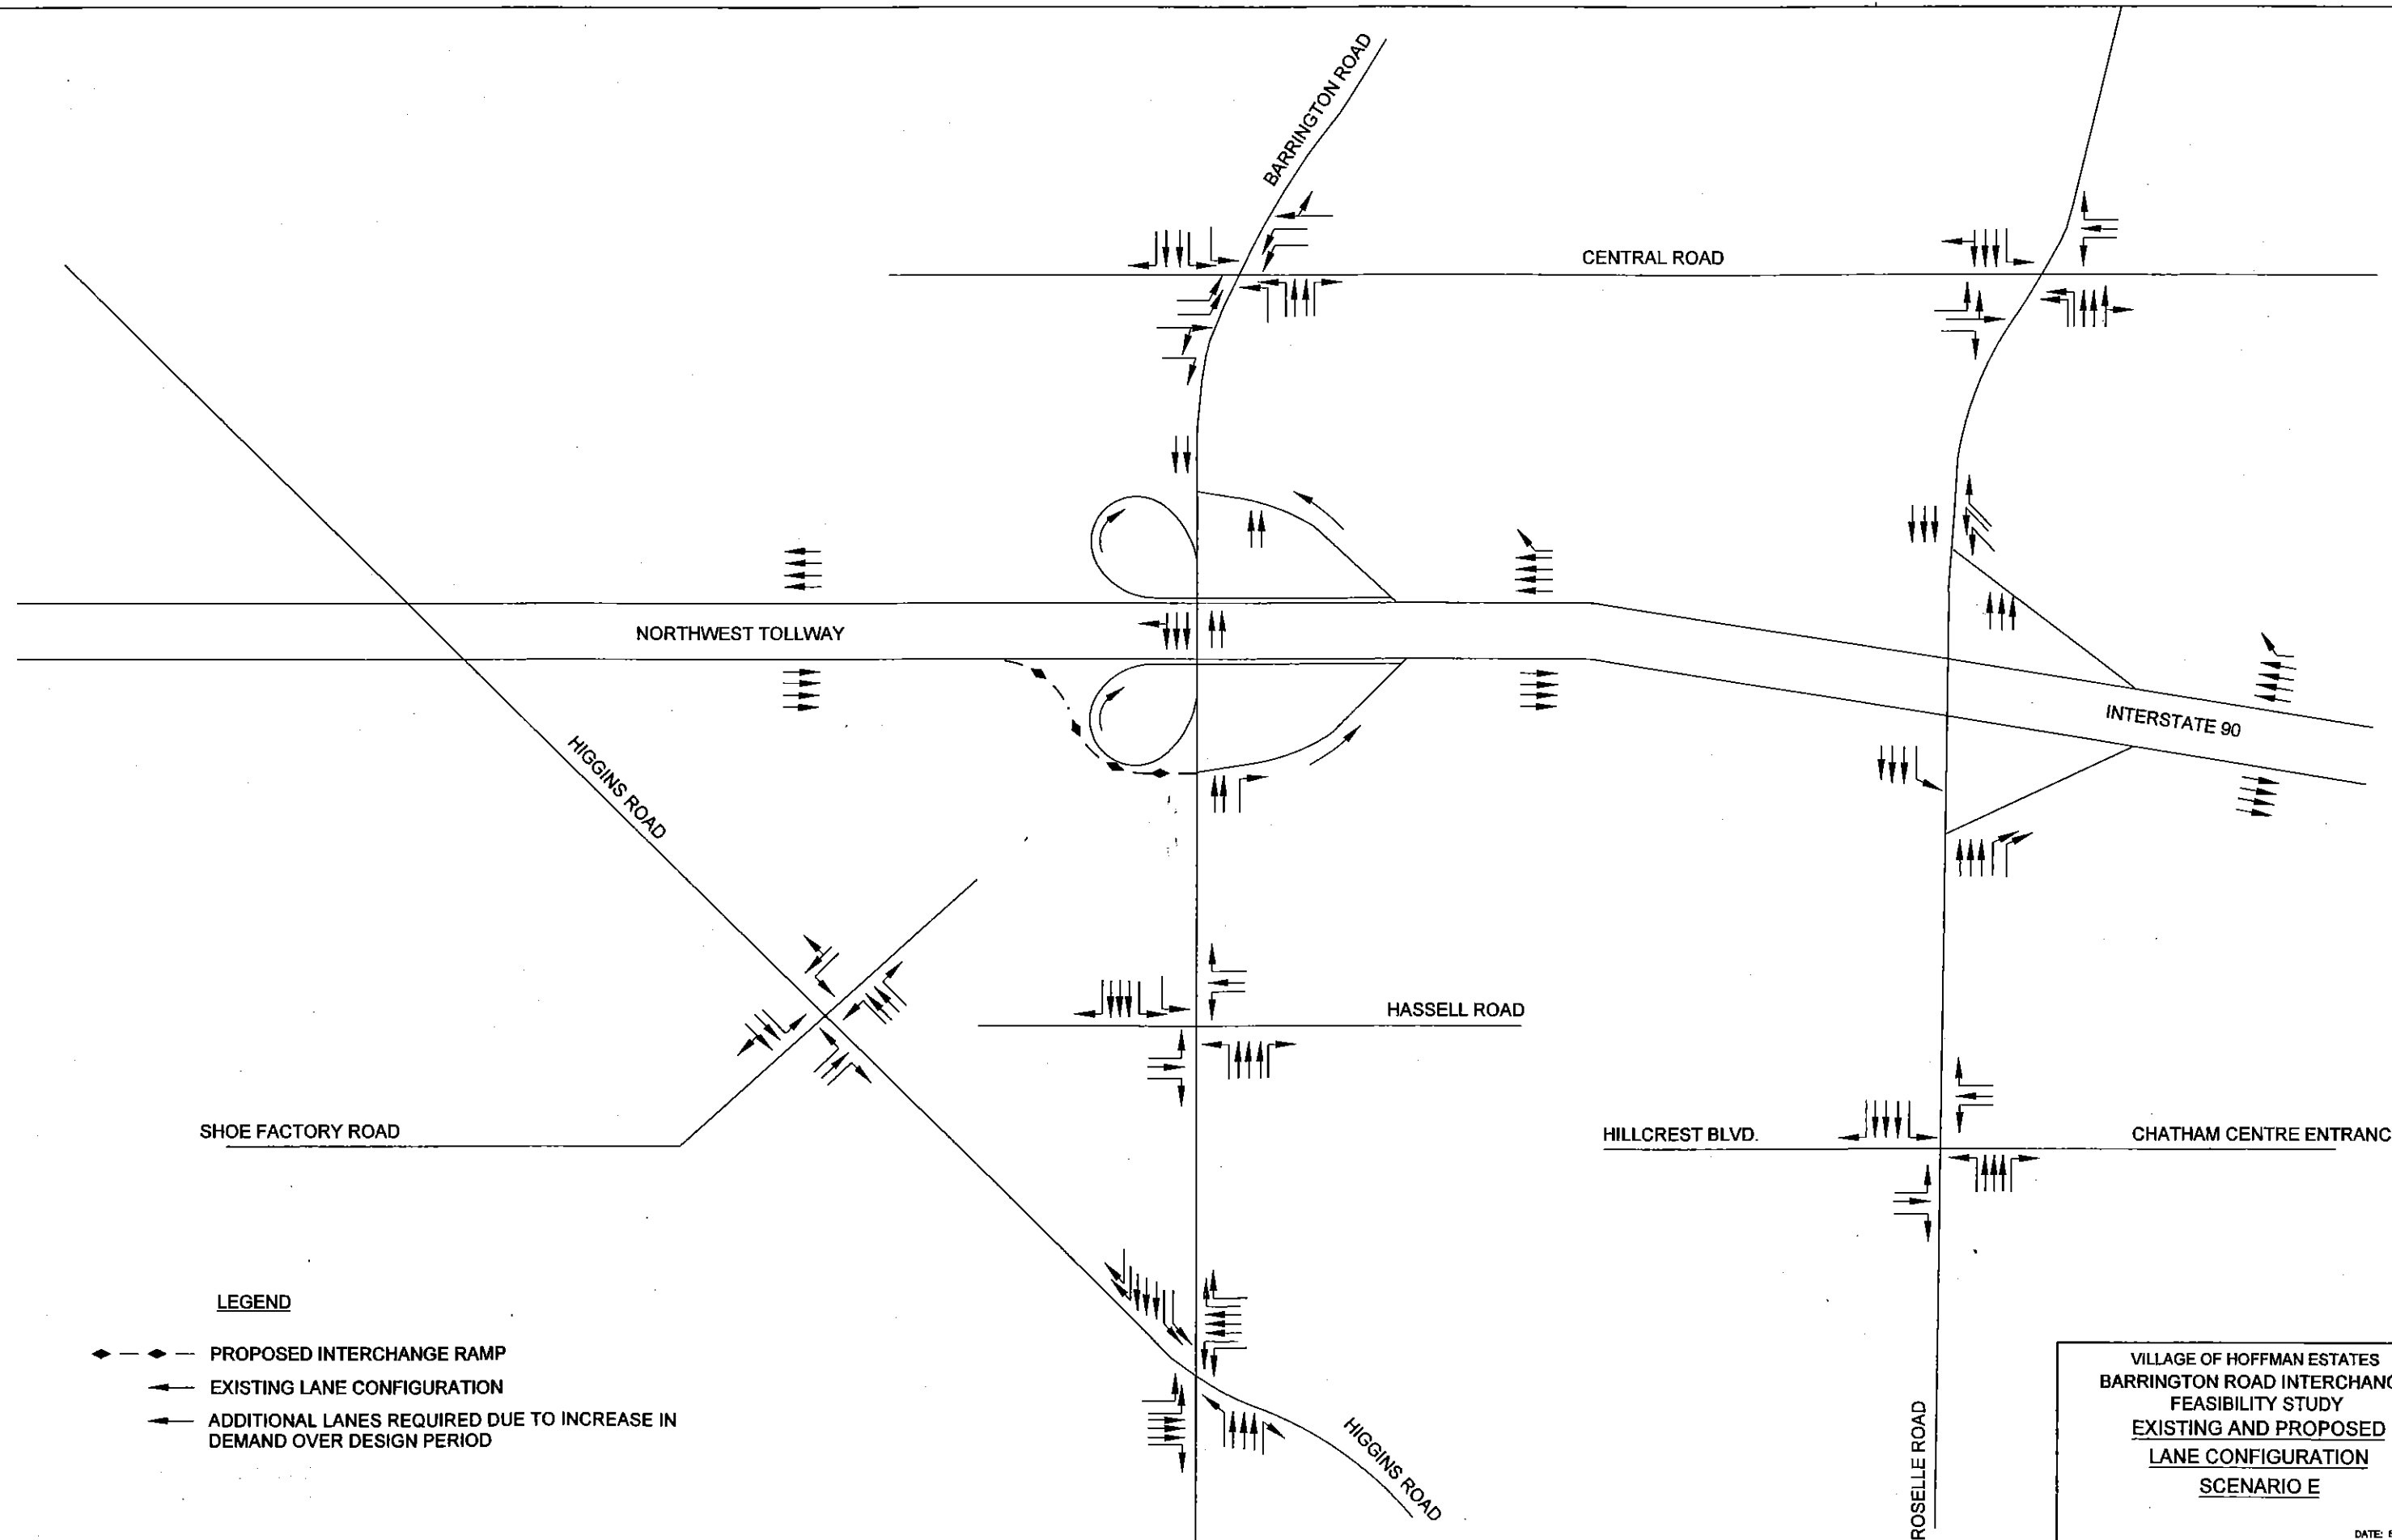 BARRINGTON ROAD
CENTRAL ROAD
NORTHWEST TOLLWAY
INTERSTATE 90
HIGGINS ROAD
HASSELL ROAD
SHOE FACTORY ROAD
HILLCREST BLVD.
CHATHAM CENTRE ENTRANC
HIGGINS ROAD
ROSELLE ROAD
LEGEND
PROPOSED INTERCHANGE RAMP
EXISTING LANE CONFIGURATION
ADDITIONAL LANES REQUIRED DUE TO INCREASE IN
DEMAND OVER DESIGN PERIOD
VILLAGE OF HOFFMAN ESTATES
BARRINGTON ROAD INTERCHANG
FEASIBILITY STUDY
EXISTING AND PROPOSED
LANE CONFIGURATION
SCENARIO E
DATE: